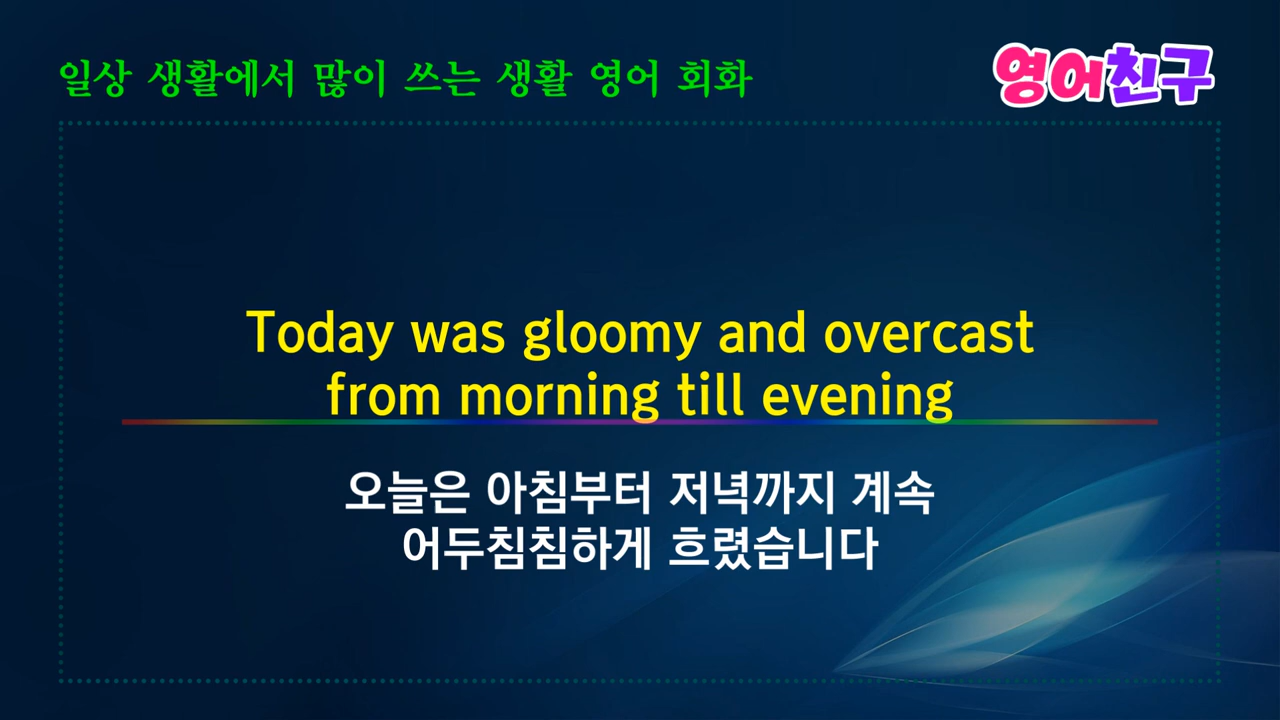 일상 생활에서 많이 쓰는 생활 영어 회화
영어친구
Today was gloomy and overcast
from morning till evening
오늘은 아침부터 저녁까지 계속
어두침침하게 흐렸습니다